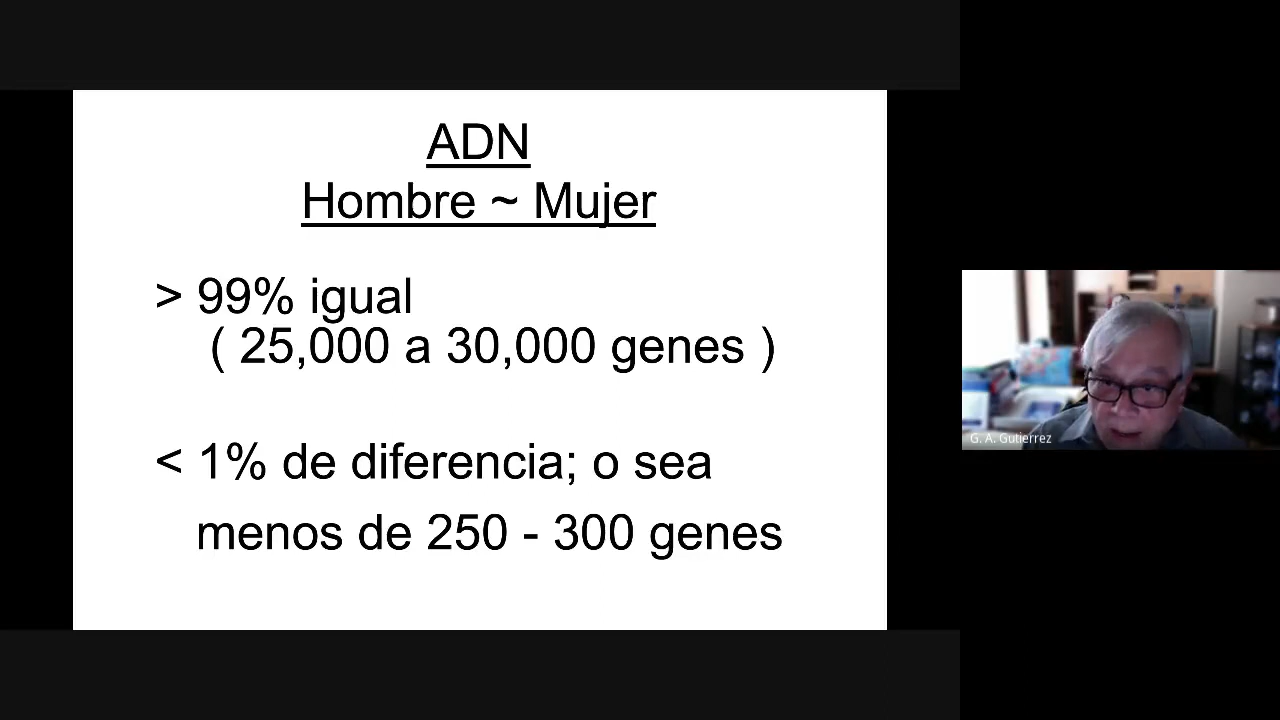 ADN
Hombre ~ Mujer
> 99% igual
( 25,000 a 30,000 genes )
< 1% de diferencia; o sea
menos de 250 - 300 genes
G. A. Gutierrez